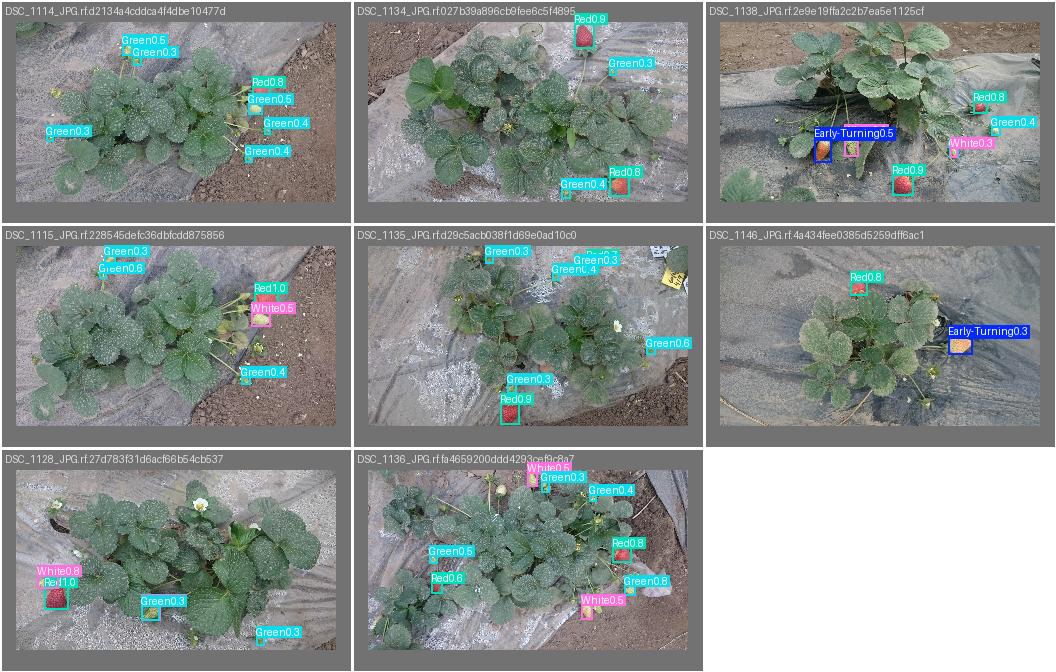 DSC_1114_JPG.rf.d2134a4cddca4f4dbe10477d
Green0.5
Green0.3
Red0.8
Green0.5
Green0.4
Green0.3
Green0.4
DSC_1134_JPG.rf.027b39a896cb9fee6c5f4895
Red0.9
Green0.3
Red0.8
Green0.4
DSC_1138_JPG.rf.2e9e19ffa2c2b7ea5e1125cf
Red0.8
Green0.4
Early-Turning0.5
White0.3
Red0.9
DSC_1115_JPG.rf.228545defc36dbfcdd875856
Green0.3
Green0.6
Red1.0
White0.5
Green0.4
DSC_1135_JPG.rf.d29c5acb038f1d69e0ad10c0
Green0.3
Green0.3
Green0.4
Green0.6
Green0.3
Red0.9
DSC_1146_JPG.rf.4a434fee0385d5259dff6ac1
Red0.8
Early-Turning0.3
DSC_1128_JPG.rf.27d783f31d6acf66b54cb537
White0.8
Red1.0
Green0.3
Green0.3
DSC_1136_JPG.rf.fa4659200ddd4293cef9c8a7
White0.5
Green0.3
Green0.4
Red0.8
Green0.5
Red0.6
Green0.8
White0.5